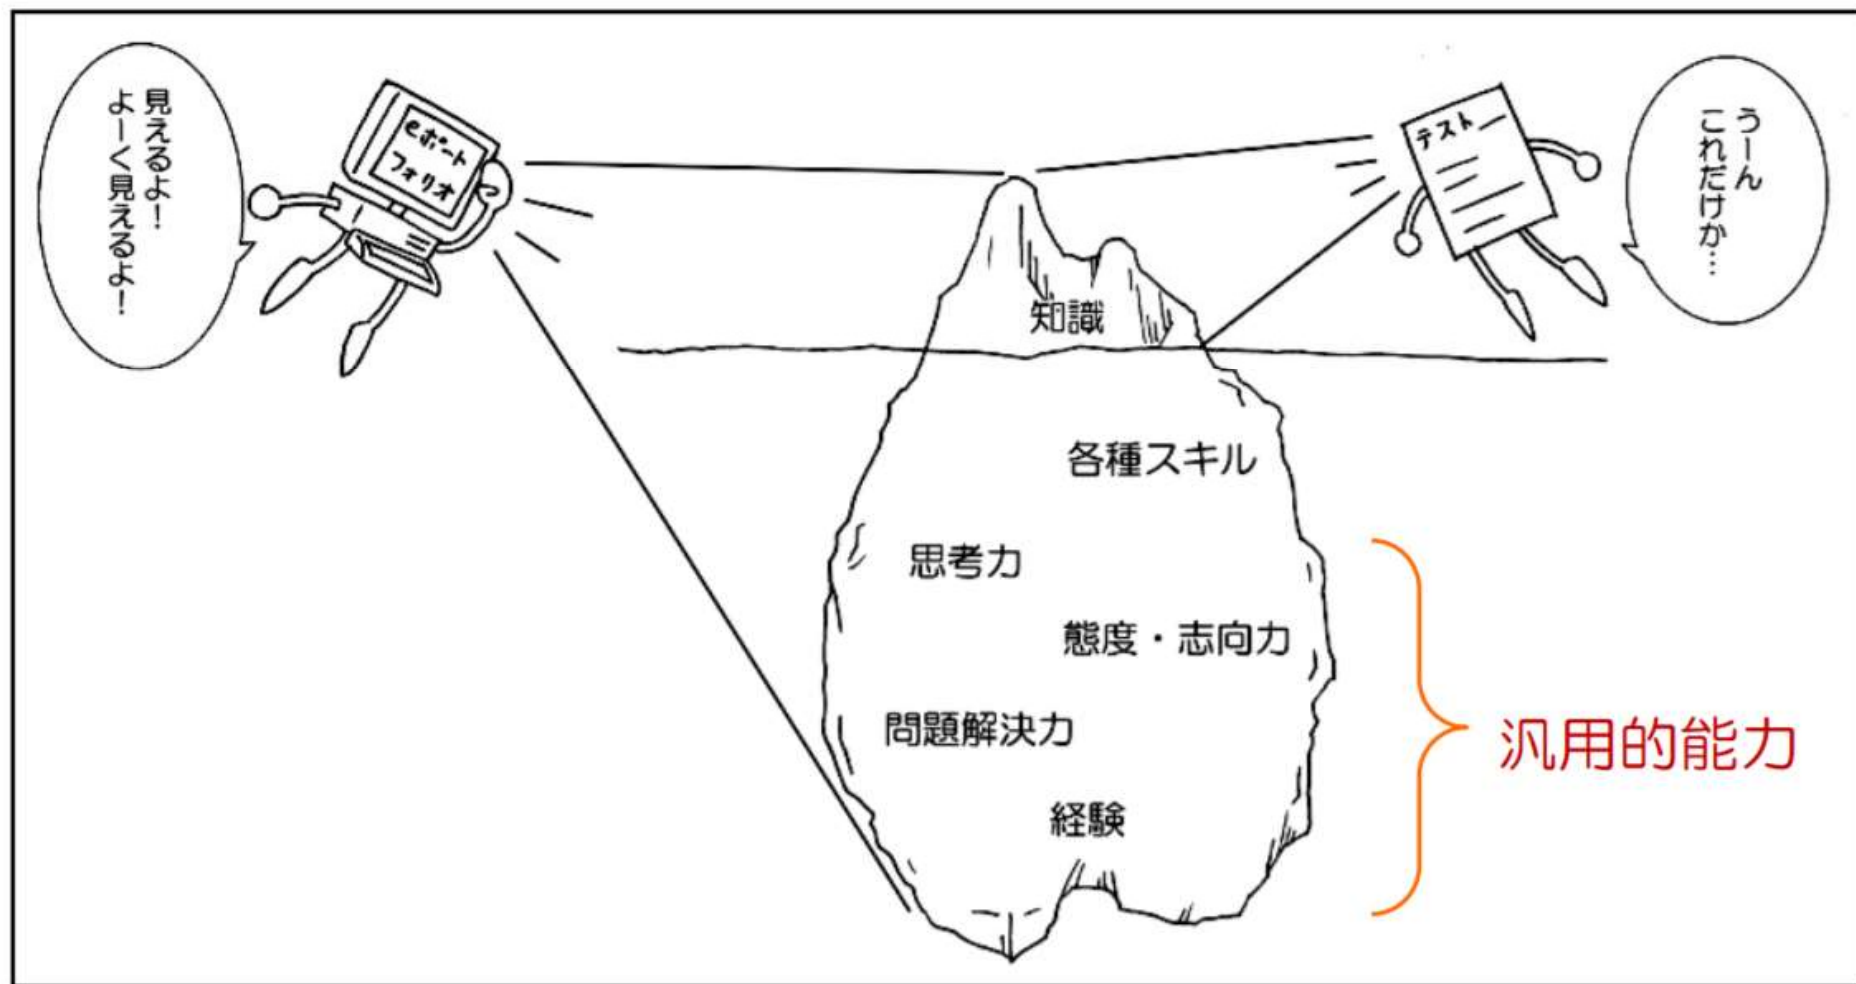 見えるよ！
よーく見えるよ！
eポート
フォリオ
テスト
うーん
これだけか…
知識
各種スキル
思考力
態度・志向力
問題解決力
経験
汎用的能力